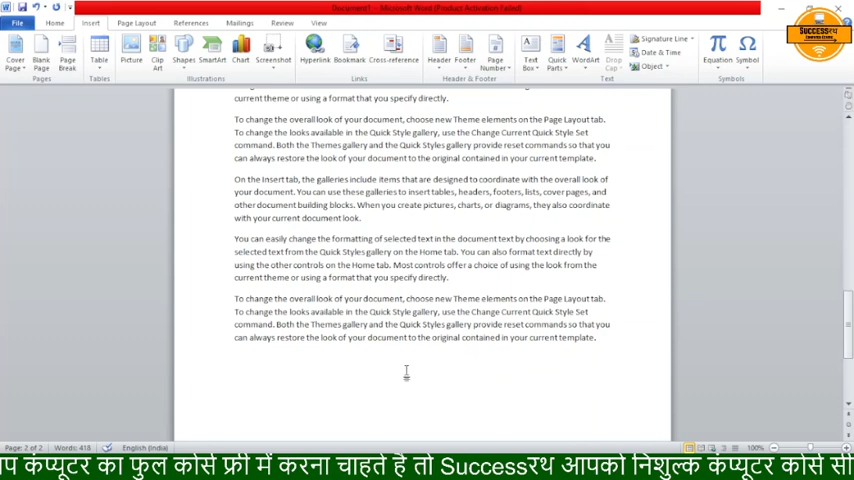 Document1 - Microsoft Word (Product Activation Failed)
File Home Insert Page Layout References Mailings Review View
Cover Page Blank Page Page Break Table Picture Clip Art Shapes SmartArt Chart Screenshot Hyperlink Bookmark Cross-reference Header Footer Page Number Text Box Quick Parts WordArt Drop Cap Signature Line Date & Time Object Equation Symbol
Pages Tables Illustrations Links Header & Footer Text Symbols
Successरथ
current theme or using a format that you specify directly.
To change the overall look of your document, choose new Theme elements on the Page Layout tab.
To change the looks available in the Quick Style gallery, use the Change Current Quick Style Set
command. Both the Themes gallery and the Quick Styles gallery provide reset commands so that you
can always restore the look of your document to the original contained in your current template.
On the Insert tab, the galleries include items that are designed to coordinate with the overall look of
your document. You can use these galleries to insert tables, headers, footers, lists, cover pages, and
other document building blocks. When you create pictures, charts, or diagrams, they also coordinate
with your current document look.
You can easily change the formatting of selected text in the document text by choosing a look for the
selected text from the Quick Styles gallery on the Home tab. You can also format text directly by
using the other controls on the Home tab. Most controls offer a choice of using the look from the
current theme or using a format that you specify directly.
To change the overall look of your document, choose new Theme elements on the Page Layout tab.
To change the looks available in the Quick Style gallery, use the Change Current Quick Style Set
command. Both the Themes gallery and the Quick Styles gallery provide reset commands so that you
can always restore the look of your document to the original contained in your current template.
Page: 2 of 2 Words: 418 English (India) 100%
कंप्यूटर का फुल कोर्स फ्री में करना चाहते है तो Successरथ आपको निशुल्क कंप्यूटर कोर्स सी